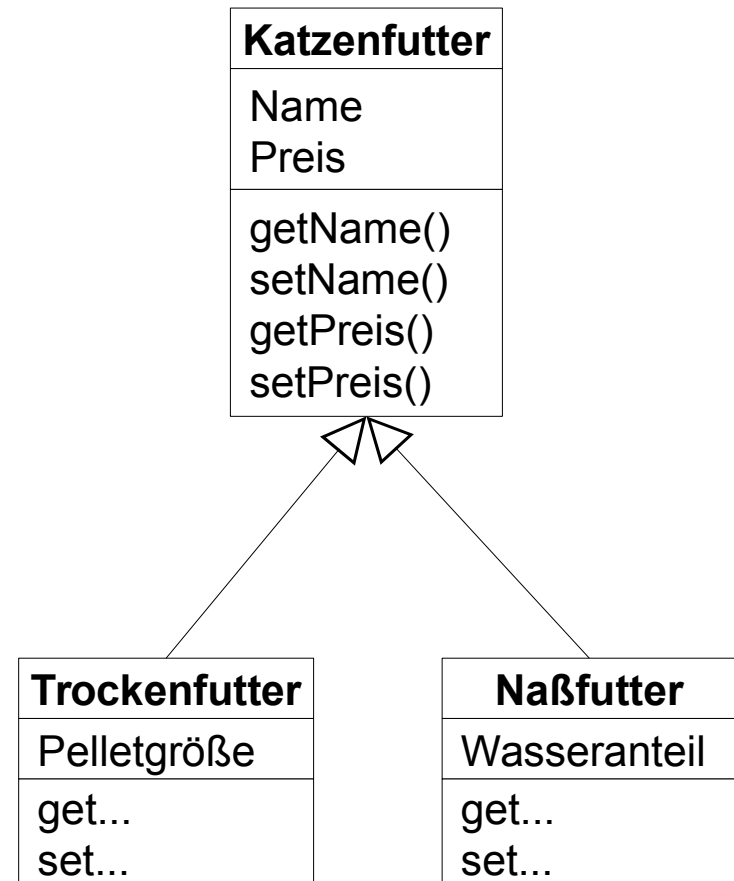 Katzenfutter
Name
Preis
getName()
setName()
getPreis()
setPreis()
Trockenfutter
Pelletgröße
get...
set...
Naßfutter
Wasseranteil
get...
set...